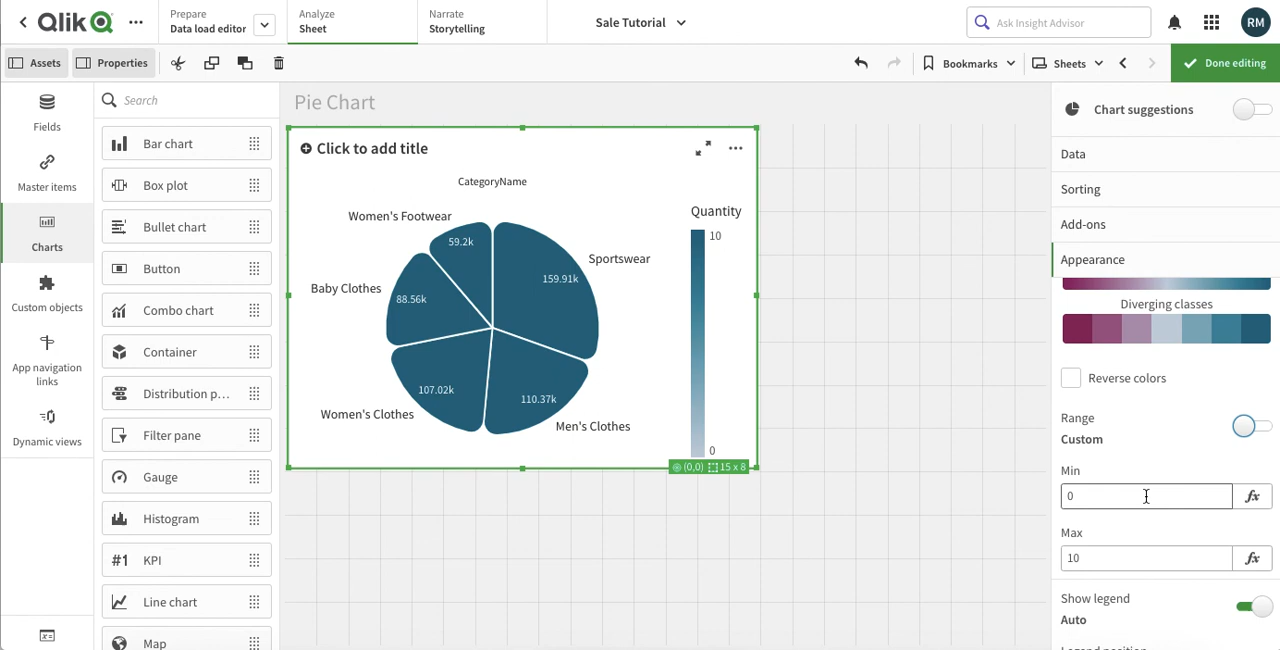 Qlik
Prepare
Data load editor
Analyze
Sheet
Narrate
Storytelling
Sale Tutorial
Ask Insight Advisor
RM
Assets
Properties
Bookmarks
Sheets
Done editing
Fields
Master items
Charts
Custom objects
App navigation
links
Dynamic views
Search
Bar chart
Box plot
Bullet chart
Button
Combo chart
Container
Distribution p...
Filter pane
Gauge
Histogram
#1 KPI
Line chart
Map
Pie Chart
Click to add title
CategoryName
Women's Footwear
59.2k
Sportswear
159.91k
Baby Clothes
88.56k
Women's Clothes
107.02k
Men's Clothes
110.37k
Quantity
10
0
(0,0) 15 x 8
Chart suggestions
Data
Sorting
Add-ons
Appearance
Diverging classes
Reverse colors
Range
Custom
Min
0
fx
Max
10
fx
Show legend
Auto